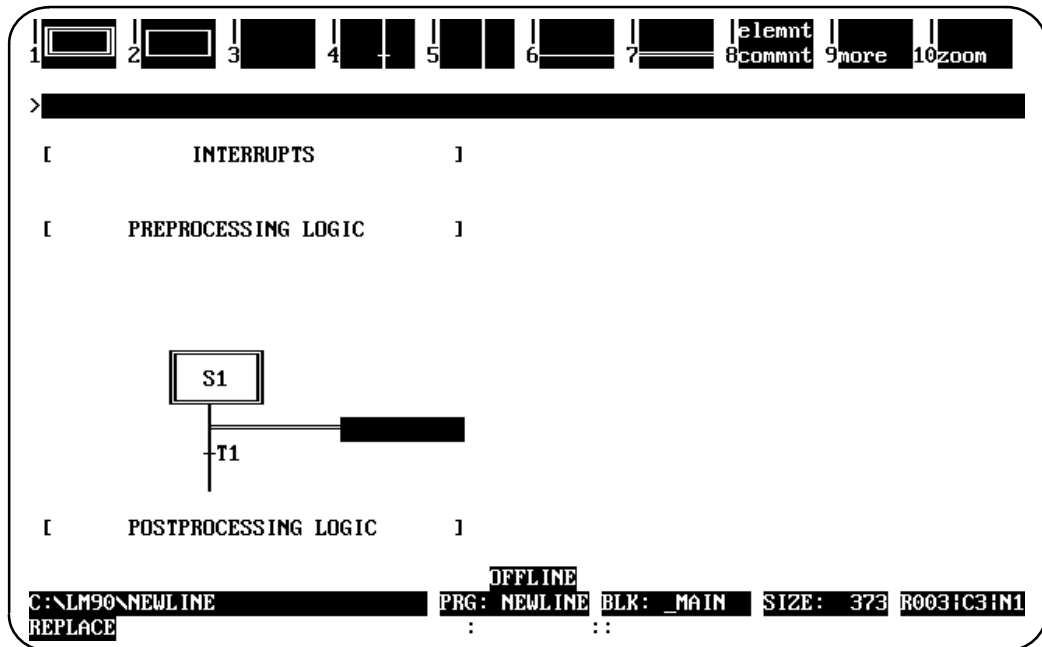 elemnt
1 2 3 4 5 6 7 8commnt 9more 10zoom
>
[ INTERRUPTS ]
[ PREPROCESSING LOGIC ]
S1
T1
[ POSTPROCESSING LOGIC ]
OFFLINE
C:\LM90\NEWLINE PRG: NEWLINE BLK: _MAIN SIZE: 373 R003|C3|N1
REPLACE : ::